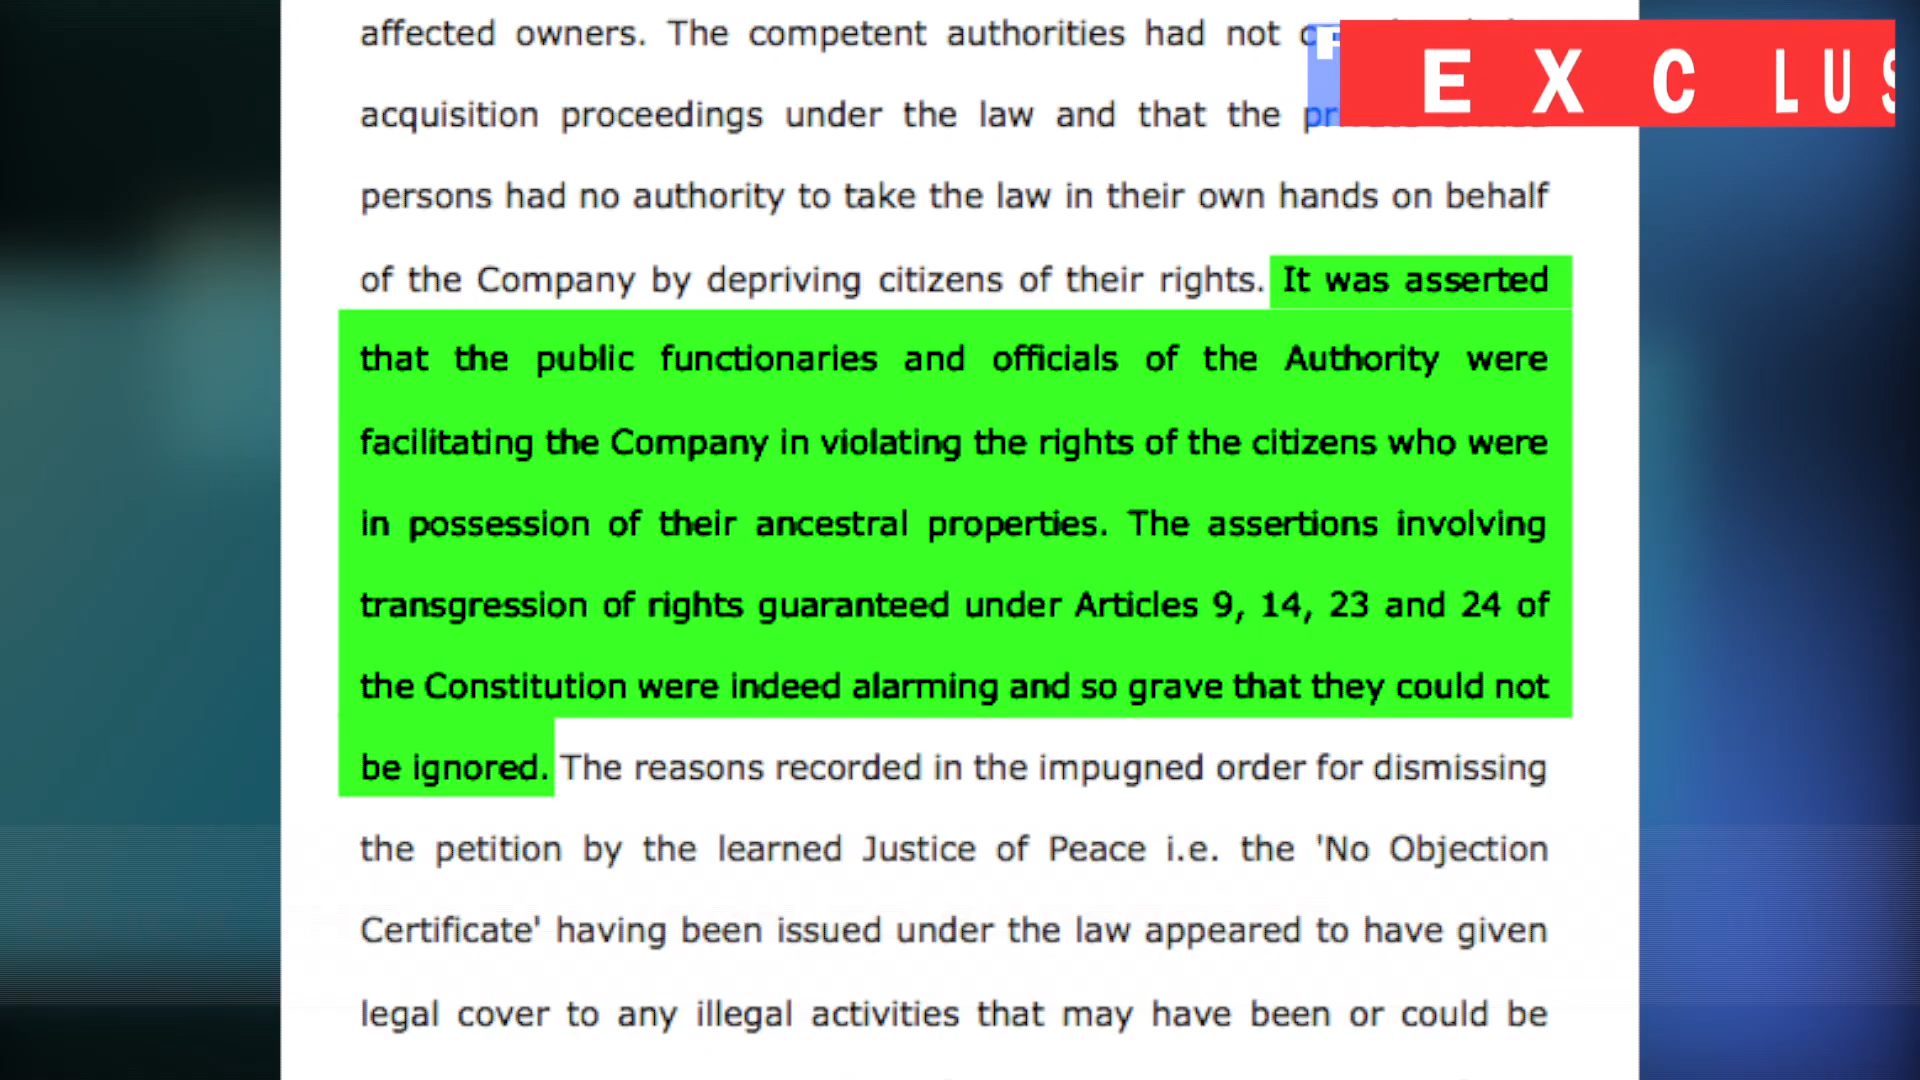 affected owners. The competent authorities had not
EXCLUS
acquisition proceedings under the law and that the
persons had no authority to take the law in their own hands on behalf
of the Company by depriving citizens of their rights. It was asserted
that the public functionaries and officials of the Authority were
facilitating the Company in violating the rights of the citizens who were
in possession of their ancestral properties. The assertions involving
transgression of rights guaranteed under Articles 9, 14, 23 and 24 of
the Constitution were indeed alarming and so grave that they could not
be ignored. The reasons recorded in the impugned order for dismissing
the petition by the learned Justice of Peace i.e. the 'No Objection
Certificate' having been issued under the law appeared to have given
legal cover to any illegal activities that may have been or could be